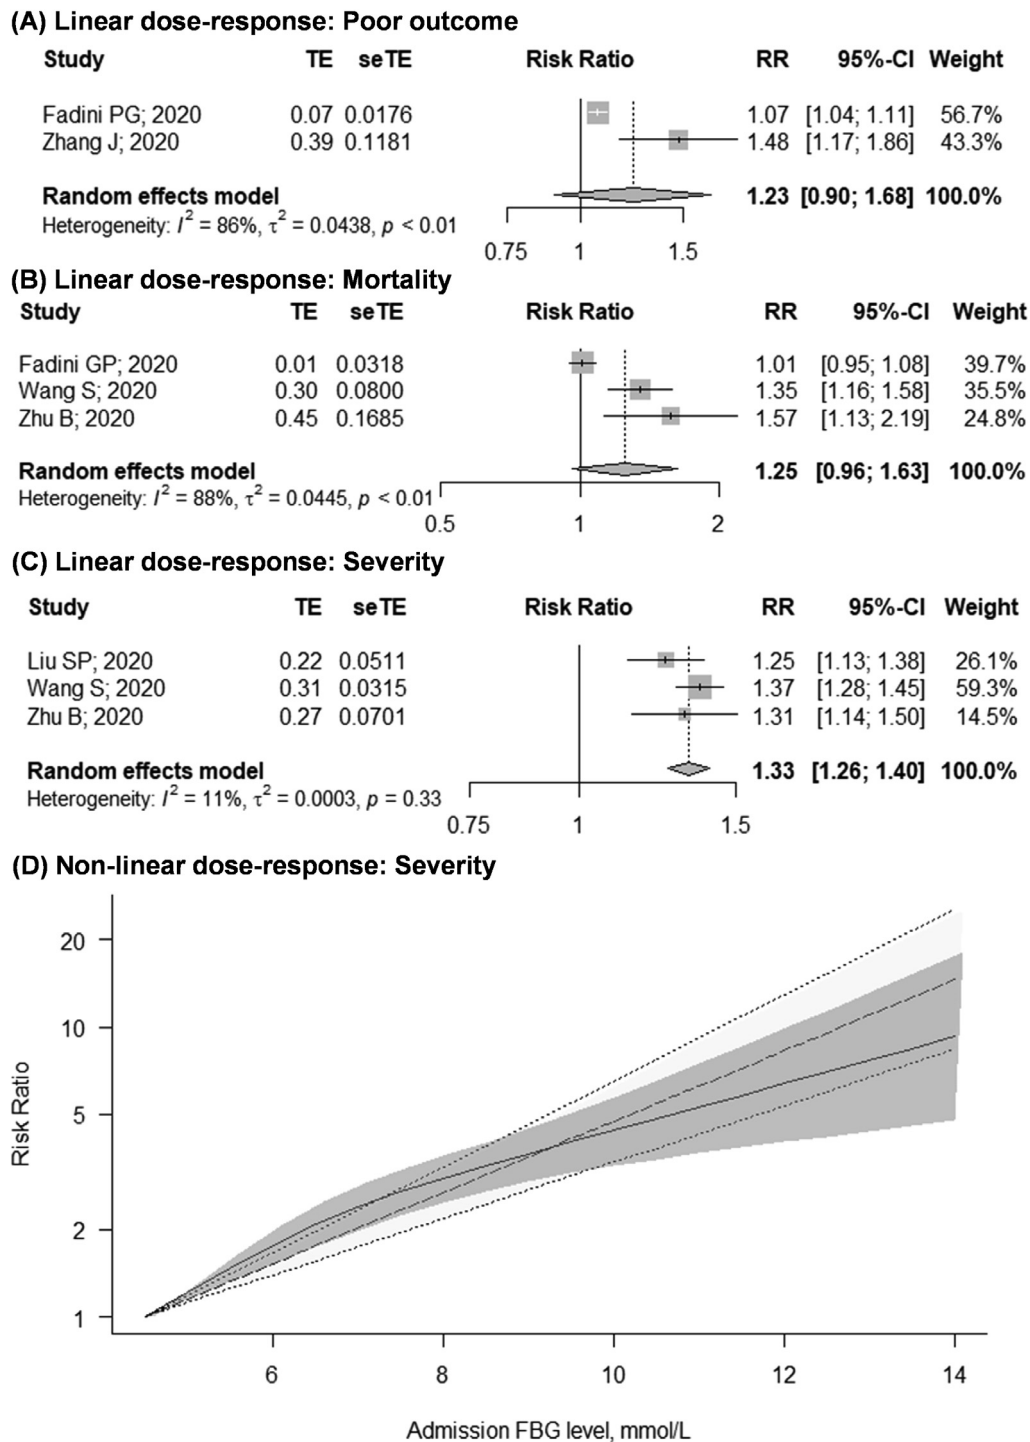 (A) Linear dose-response: Poor outcome
Study TE seTE Risk Ratio RR 95%-CI Weight
Fadini PG; 2020 0.07 0.0176 1.07 [1.04; 1.11] 56.7%
Zhang J; 2020 0.39 0.1181 1.48 [1.17; 1.86] 43.3%
Random effects model 1.23 [0.90; 1.68] 100.0%
Heterogeneity: I² = 86%, τ² = 0.0438, p < 0.01
0.75 1 1.5
(B) Linear dose-response: Mortality
Study TE seTE Risk Ratio RR 95%-CI Weight
Fadini GP; 2020 0.01 0.0318 1.01 [0.95; 1.08] 39.7%
Wang S; 2020 0.30 0.0800 1.35 [1.16; 1.58] 35.5%
Zhu B; 2020 0.45 0.1685 1.57 [1.13; 2.19] 24.8%
Random effects model 1.25 [0.96; 1.63] 100.0%
Heterogeneity: I² = 88%, τ² = 0.0445, p < 0.01
0.5 1 2
(C) Linear dose-response: Severity
Study TE seTE Risk Ratio RR 95%-CI Weight
Liu SP; 2020 0.22 0.0511 1.25 [1.13; 1.38] 26.1%
Wang S; 2020 0.31 0.0315 1.37 [1.28; 1.45] 59.3%
Zhu B; 2020 0.27 0.0701 1.31 [1.14; 1.50] 14.5%
Random effects model 1.33 [1.26; 1.40] 100.0%
Heterogeneity: I² = 11%, τ² = 0.0003, p = 0.33
0.75 1 1.5
(D) Non-linear dose-response: Severity
20
10
5
2
1
Risk Ratio
6 8 10 12 14
Admission FBG level, mmol/L